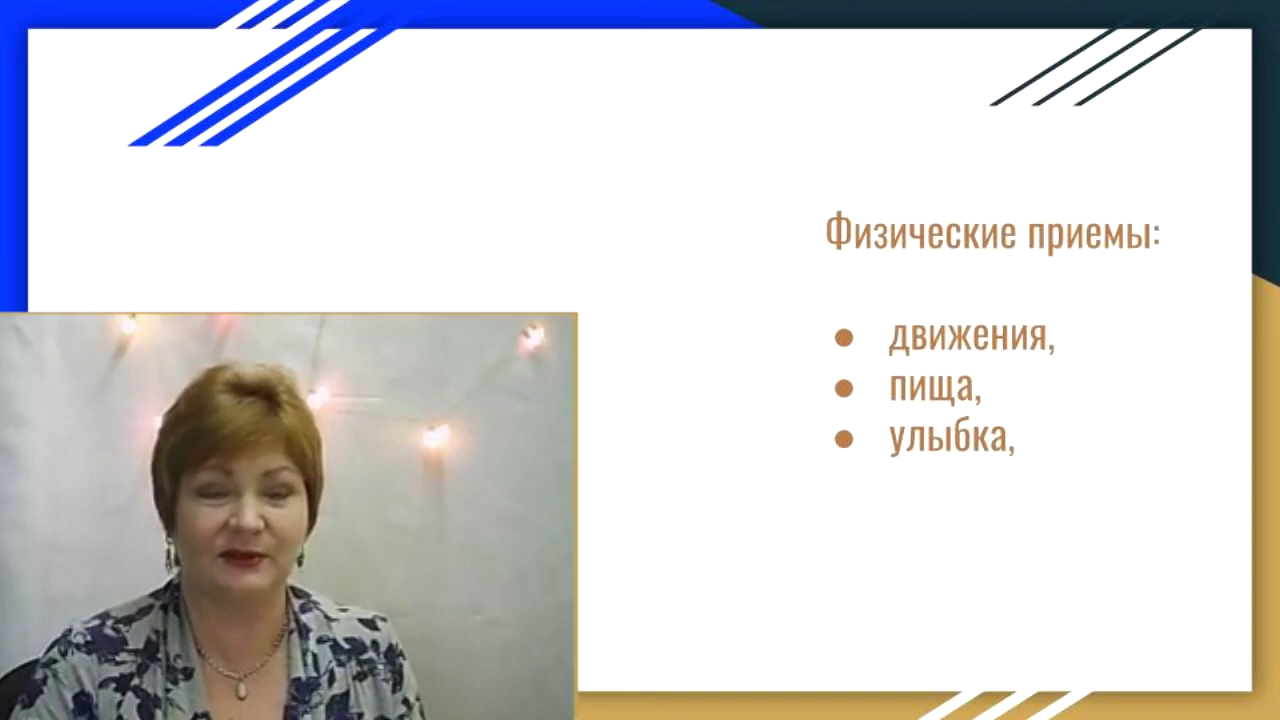 Физические приемы:
● движения,
● пища,
● улыбка,